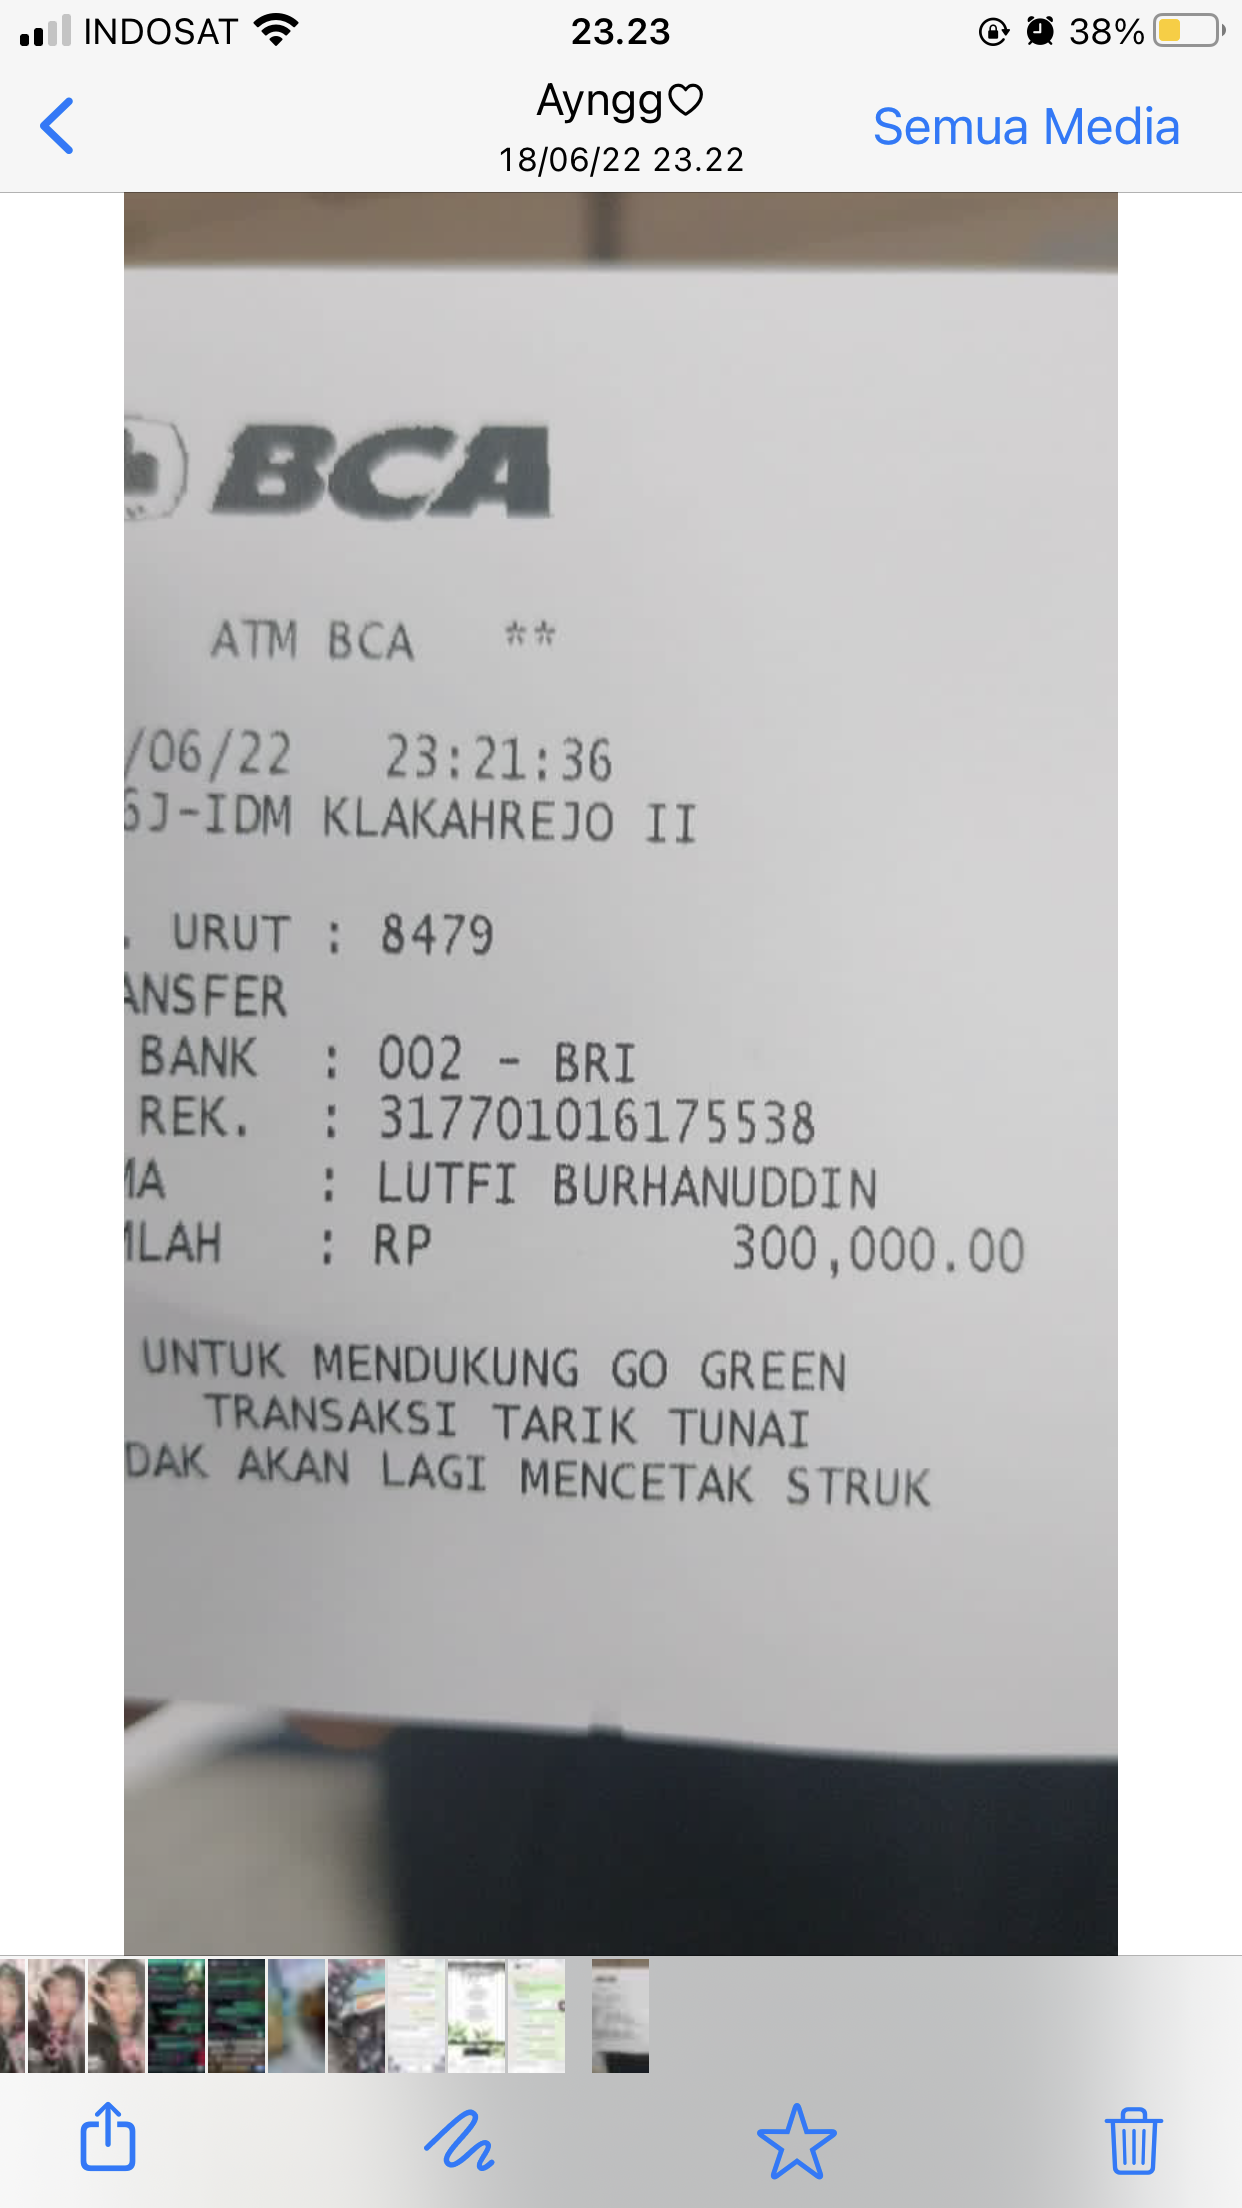 INDOSAT 23.23 38%
Ayngg♡
18/06/22 23.22
Semua Media
BCA
ATM BCA **
/06/22 23:21:36
6J-IDM KLAKAHREJO II
. URUT : 8479
ANSFER
BANK : 002 - BRI
REK. : 317701016175538
MA : LUTFI BURHANUDDIN
MLAH : RP 300,000.00
UNTUK MENDUKUNG GO GREEN
TRANSAKSI TARIK TUNAI
DAK AKAN LAGI MENCETAK STRUK